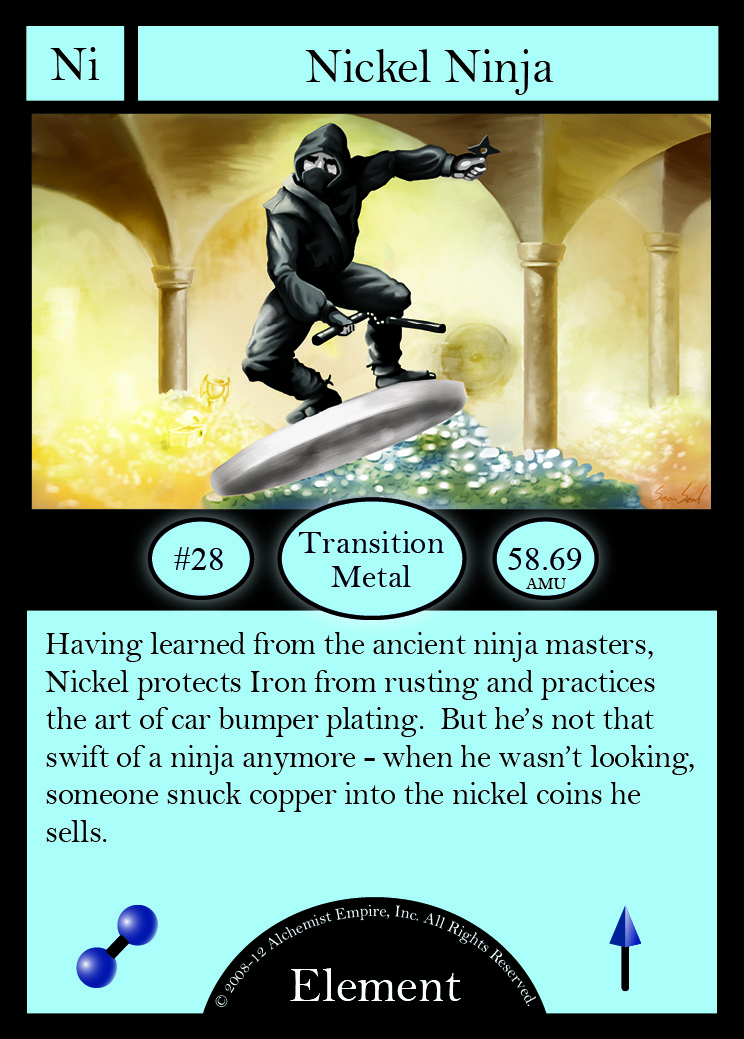 Ni
Nickel Ninja
#28
Transition
Metal
58.69
AMU
Having learned from the ancient ninja masters,
Nickel protects Iron from rusting and practices
the art of car bumper plating.  But he's not that
swift of a ninja anymore – when he wasn't looking,
someone snuck copper into the nickel coins he
sells.
© 2008-12 Alchemist Empire, Inc. All Rights Reserved.
Element